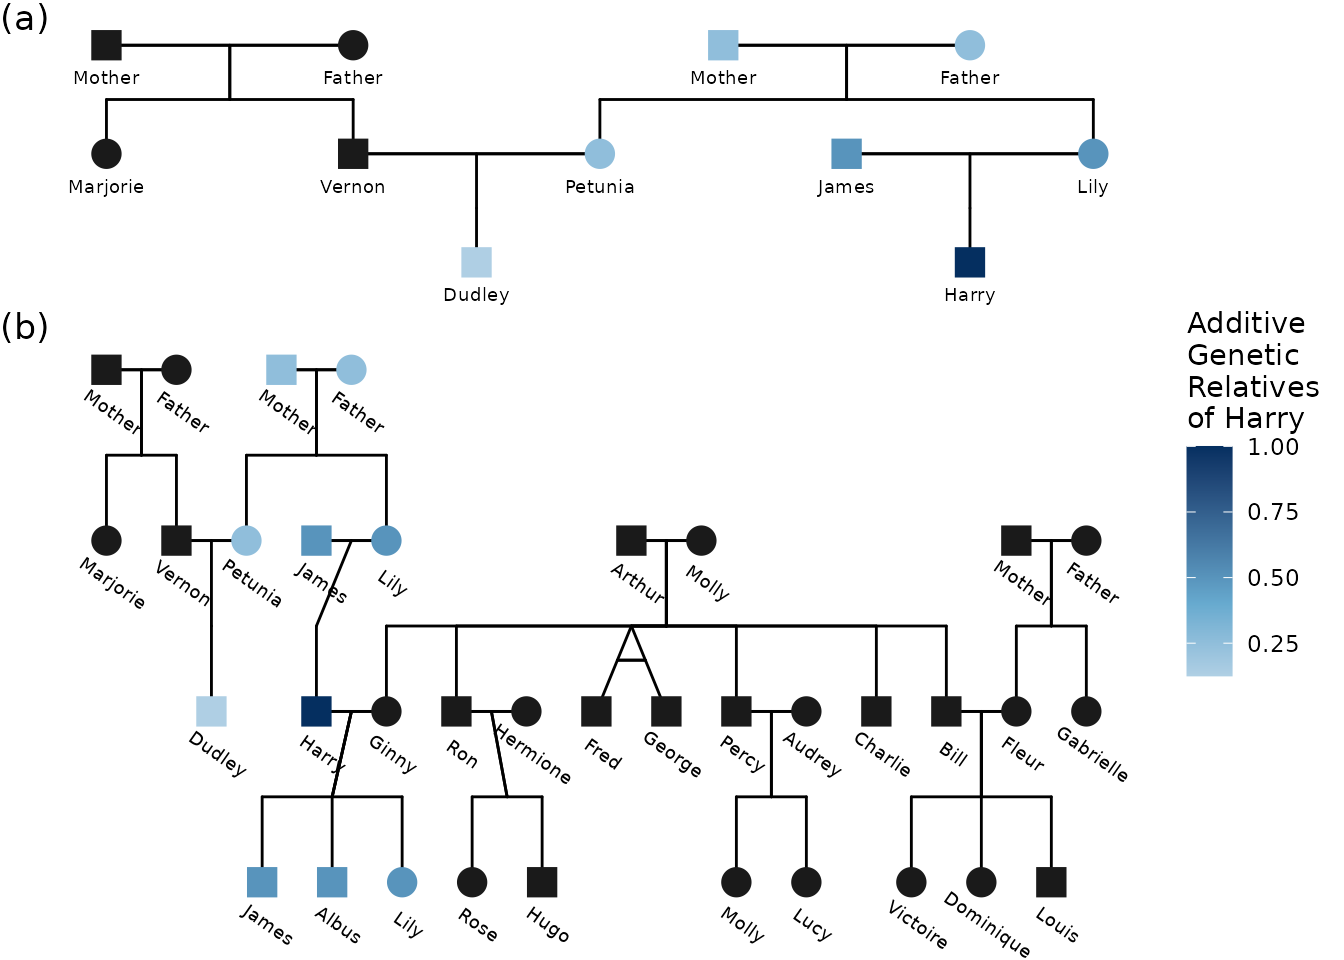 (a)
Mother Father Mother Father
Marjorie Vernon Petunia James Lily
Dudley Harry
(b)
Additive
Genetic
Relatives
of Harry
1.00
0.75
0.50
0.25
Mother Father Mother Father
Marjorie Vernon Petunia James Lily Arthur Molly Mother Father
Dudley Harry Ginny Ron Hermione Fred George Percy Audrey Charlie Bill Fleur Gabrielle
James Albus Lily Rose Hugo Molly Lucy Victoire Dominique Louis